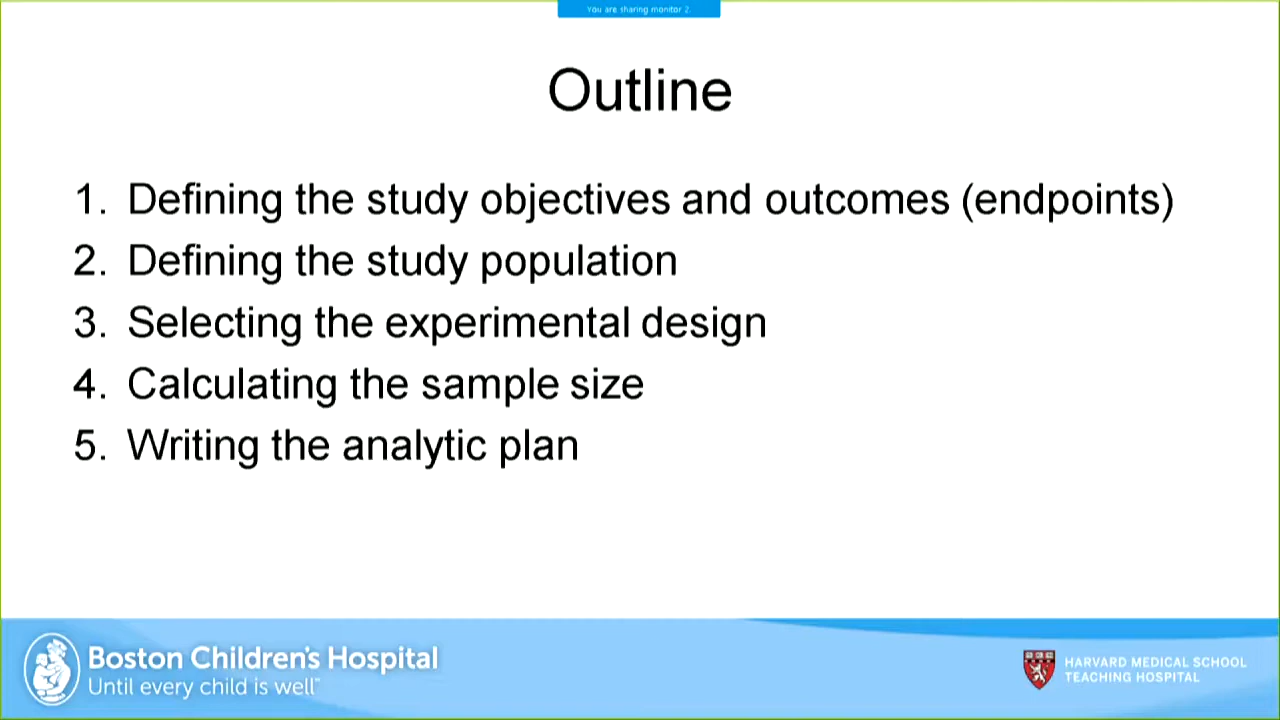 You are sharing monitor 2.
Outline
1. Defining the study objectives and outcomes (endpoints)
2. Defining the study population
3. Selecting the experimental design
4. Calculating the sample size
5. Writing the analytic plan
Boston Children's Hospital
Until every child is well™
HARVARD MEDICAL SCHOOL
TEACHING HOSPITAL